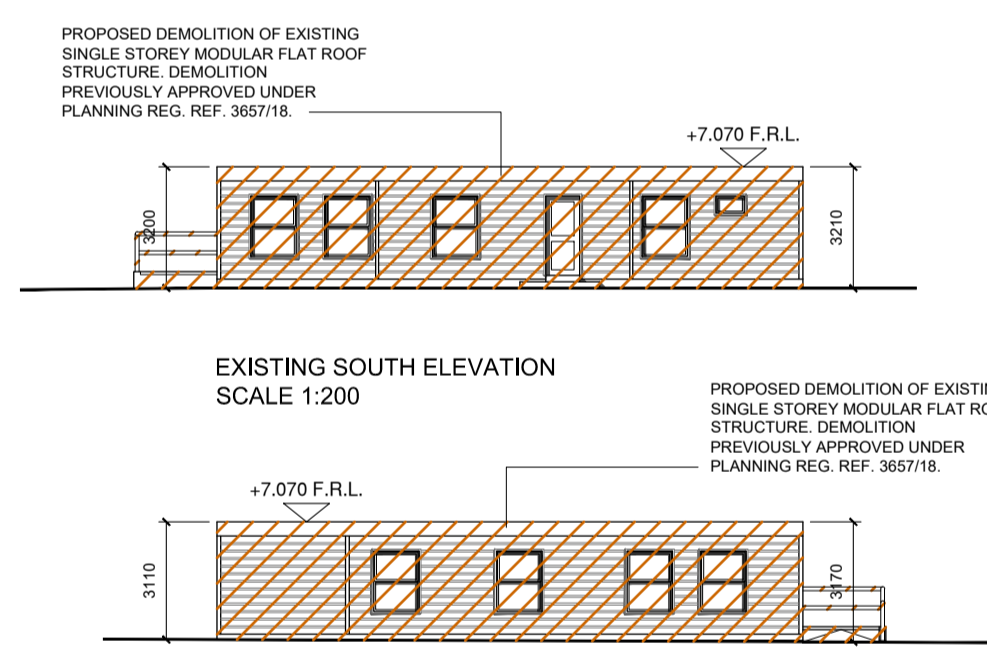 PROPOSED DEMOLITION OF EXISTING
SINGLE STOREY MODULAR FLAT ROOF
STRUCTURE. DEMOLITION
PREVIOUSLY APPROVED UNDER
PLANNING REG. REF. 3657/18.
+7.070 F.R.L.
3200
3210
EXISTING SOUTH ELEVATION
SCALE 1:200
PROPOSED DEMOLITION OF EXISTIN
SINGLE STOREY MODULAR FLAT RO
STRUCTURE. DEMOLITION
PREVIOUSLY APPROVED UNDER
PLANNING REG. REF. 3657/18.
+7.070 F.R.L.
3110
3170